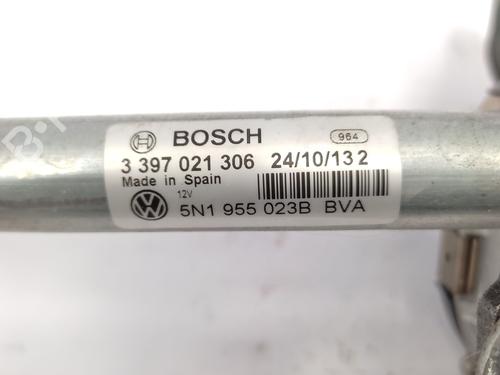 BOSCH 964
3 397 021 306 24/10/13 2
Made in Spain
12V
5N1 955 023B BVA